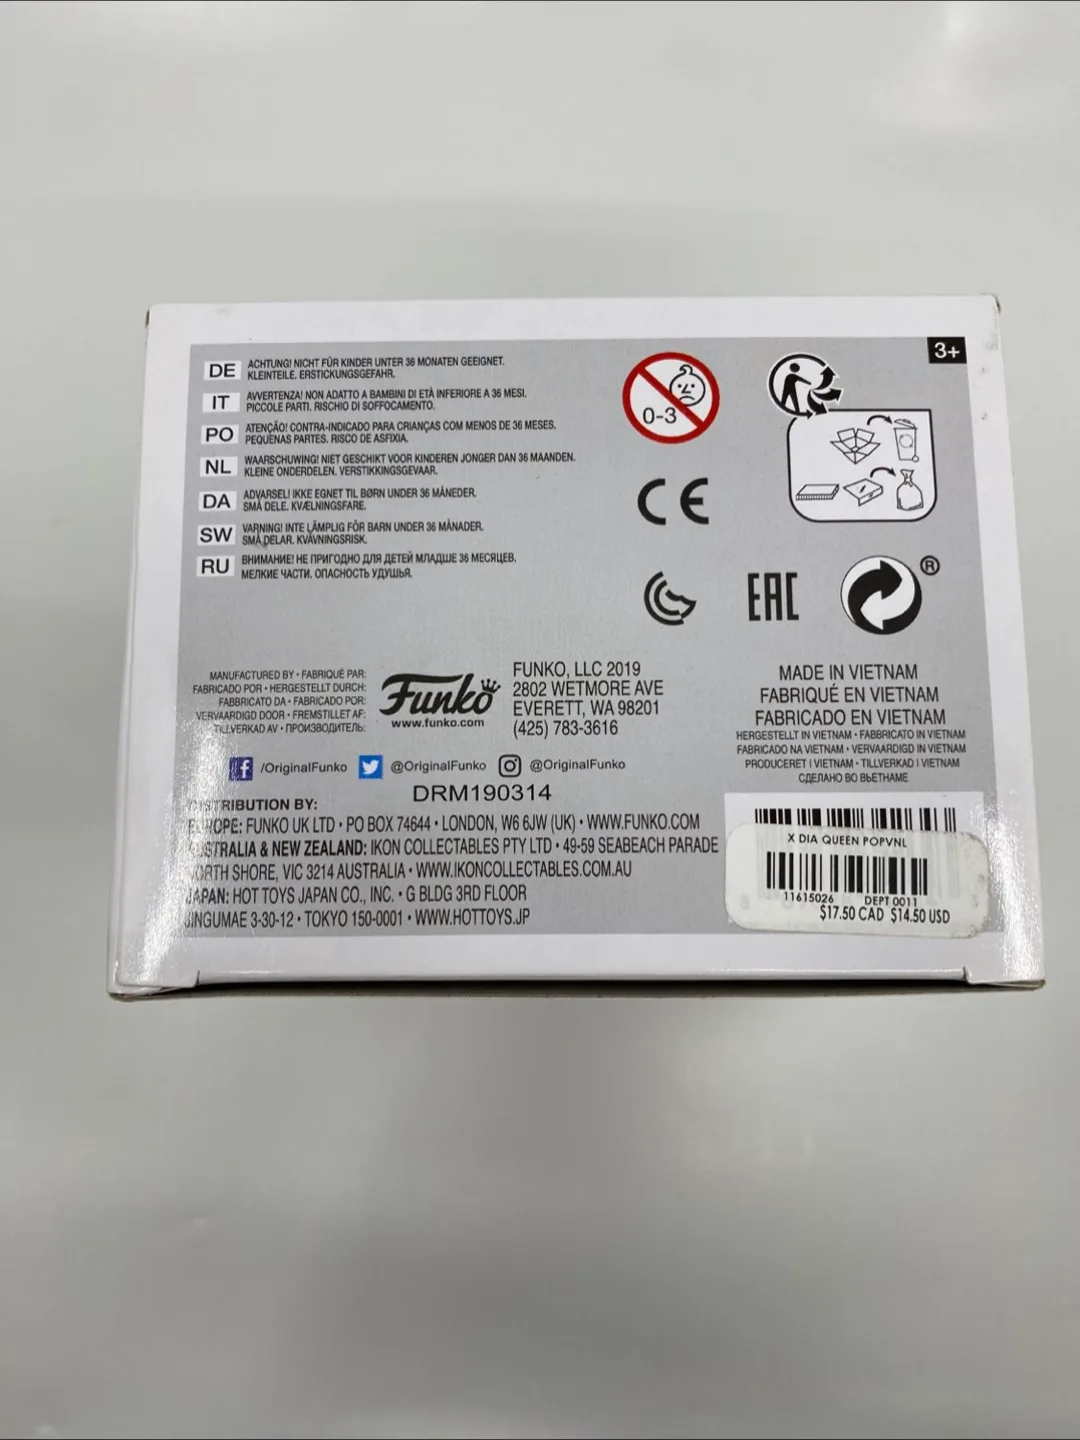 3+
DE ACHTUNG! NICHT FÜR KINDER UNTER 36 MONATEN GEEIGNET.
KLEINTEILE. ERSTICKUNGSGEFAHR.
IT AVVERTENZA! NON ADATTO A BAMBINI DI ETÀ INFERIORE A 36 MESI.
PICCOLE PARTI. RISCHIO DI SOFFOCAMENTO.
PO ATENÇÃO! CONTRA-INDICADO PARA CRIANÇAS COM MENOS DE 36 MESES.
PEQUENAS PARTES. RISCO DE ASFIXIA.
NL WAARSCHUWING! NIET GESCHIKT VOOR KINDEREN JONGER DAN 36 MAANDEN.
KLEINE ONDERDELEN. VERSTIKKINGSGEVAAR.
DA ADVARSEL! IKKE EGNET TIL BØRN UNDER 36 MÅNEDER.
SMÅ DELE. KVÆLNINGSFARE.
SW VARNING! INTE LÄMPLIG FÖR BARN UNDER 36 MÅNADER.
SMÅ DELAR. KVÄVNINGSRISK.
RU ВНИМАНИЕ! НЕ ПРИГОДНО ДЛЯ ДЕТЕЙ МЛАДШЕ 36 МЕСЯЦЕВ.
МЕЛКИЕ ЧАСТИ. ОПАСНОСТЬ УДУШЬЯ.
0-3
CE
EAC
®
MANUFACTURED BY • FABRIQUÉ PAR:
FABRICADO POR • HERGESTELLT DURCH:
FABBRICATO DA • FABRICADO POR:
VERVAARDIGD DOOR • FREMSTILLET AF:
TILLVERKAD AV • ПРОИЗВОДИТЕЛЬ:
Funko
www.funko.com
FUNKO, LLC 2019
2802 WETMORE AVE
EVERETT, WA 98201
(425) 783-3616
MADE IN VIETNAM
FABRIQUÉ EN VIETNAM
FABRICADO EN VIETNAM
HERGESTELLT IN VIETNAM • FABBRICATO IN VIETNAM
FABRICADO NA VIETNAM • VERVAARDIGD IN VIETNAM
PRODUCERET I VIETNAM • TILLVERKAD I VIETNAM
СДЕЛАНО ВО ВЬЕТНАМЕ
/OriginalFunko @OriginalFunko @OriginalFunko
DRM190314
DISTRIBUTION BY:
EUROPE: FUNKO UK LTD • PO BOX 74644 • LONDON, W6 6JW (UK) • WWW.FUNKO.COM
AUSTRALIA & NEW ZEALAND: IKON COLLECTABLES PTY LTD • 49-59 SEABEACH PARADE
NORTH SHORE, VIC 3214 AUSTRALIA • WWW.IKONCOLLECTABLES.COM.AU
JAPAN: HOT TOYS JAPAN CO., INC. • G BLDG 3RD FLOOR
JINGUMAE 3-30-12 • TOKYO 150-0001 • WWW.HOTTOYS.JP
X DIA QUEEN POPVNL
11615026 DEPT 0011
$17.50 CAD $14.50 USD